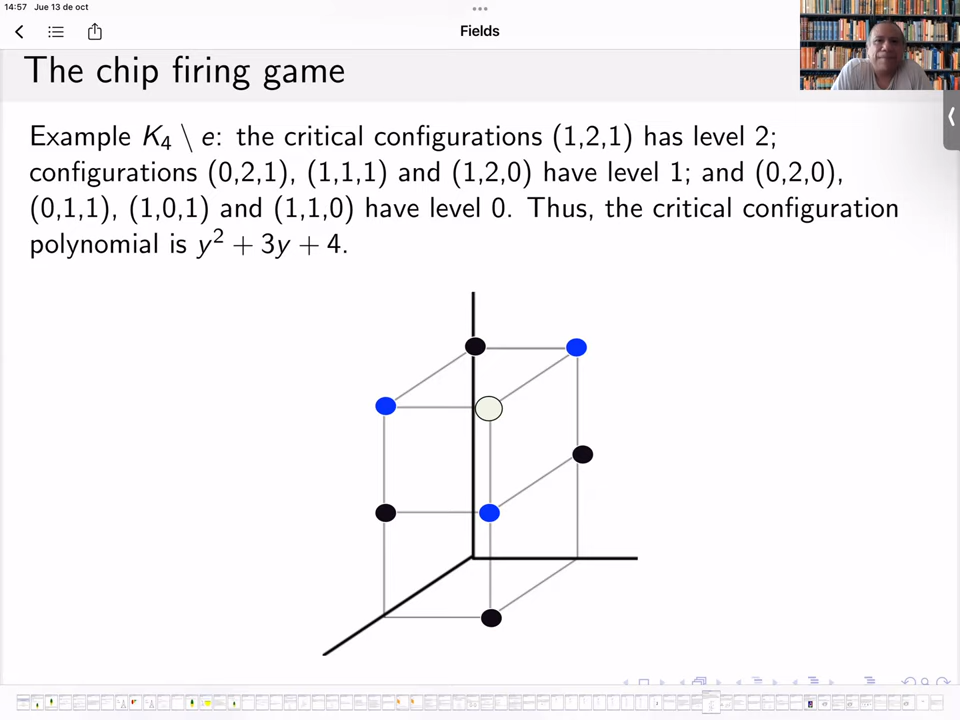 14:57 Jue 13 de oct
Fields
The chip firing game
Example K₄ \ e: the critical configurations (1,2,1) has level 2;
configurations (0,2,1), (1,1,1) and (1,2,0) have level 1; and (0,2,0),
(0,1,1), (1,0,1) and (1,1,0) have level 0. Thus, the critical configuration
polynomial is y² + 3y + 4.